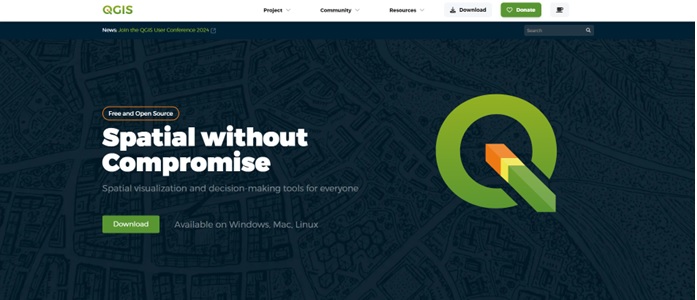 QGIS
Project Community Resources Download Donate
News Join the QGIS User Conference 2024
Search
Free and Open Source
Spatial without
Compromise
Spatial visualization and decision-making tools for everyone
Download Available on Windows, Mac, Linux